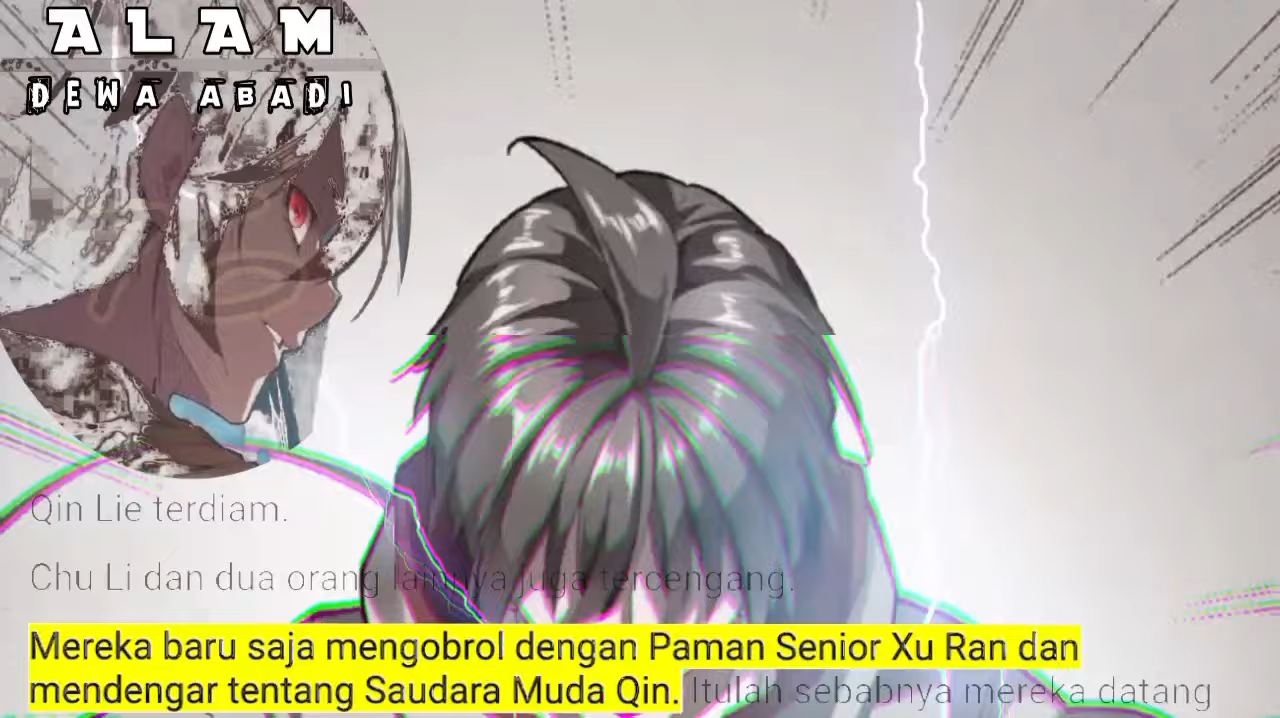 ALAM
DEWA ABADI
Qin Lie terdiam.
Chu Li dan dua orang lainnya juga tercengang.
Mereka baru saja mengobrol dengan Paman Senior Xu Ran dan
mendengar tentang Saudara Muda Qin. Itulah sebabnya mereka datang